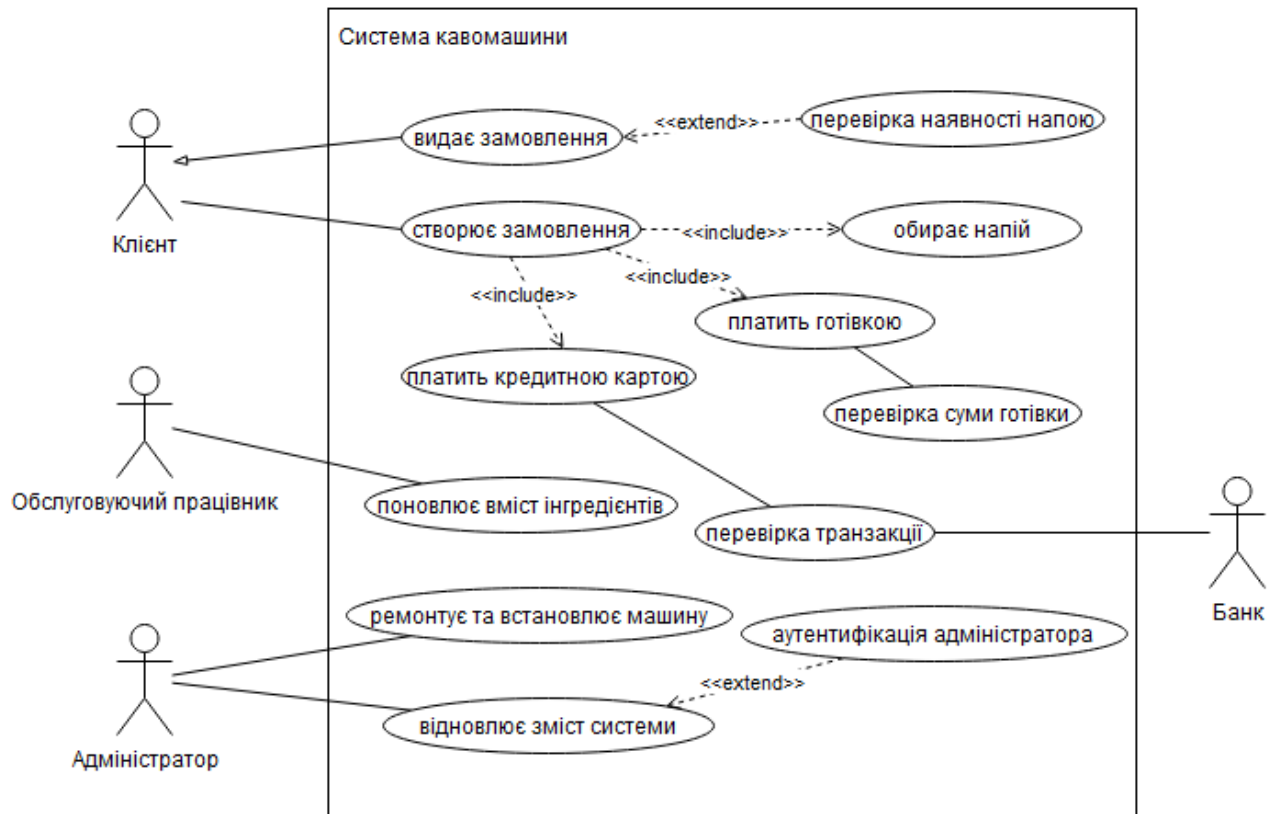 Система кавомашини
видає замовлення
<<extend>>
перевірка наявності напою
Клієнт
створює замовлення
<<include>>
обирає напій
<<include>>
<<include>>
платить готівкою
платить кредитною картою
перевірка суми готівки
Обслуговуючий працівник
поновлює вміст інгредієнтів
перевірка транзакції
Банк
ремонтує та встановлює машину
аутентифікація адміністратора
<<extend>>
відновлює зміст системи
Адміністратор